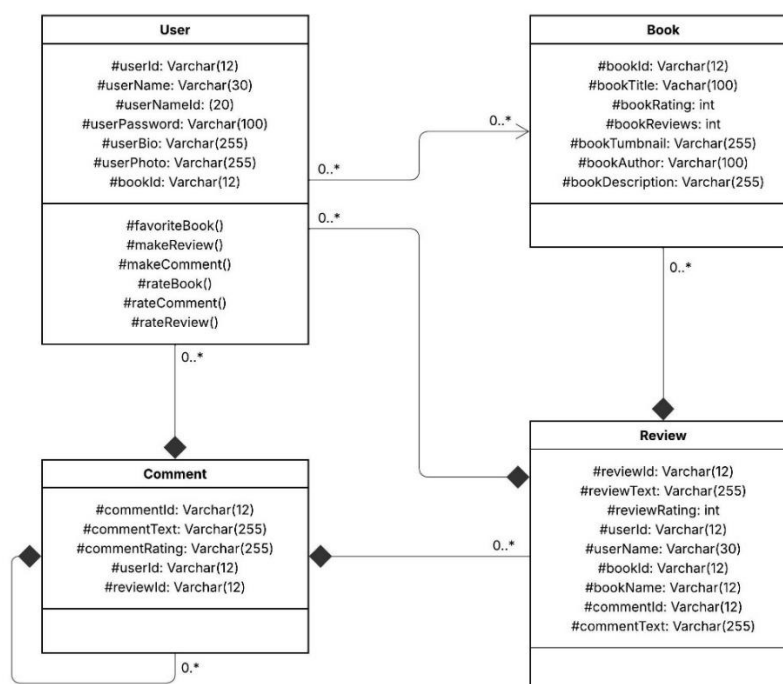 User
#userId: Varchar(12)
#userName: Varchar(30)
#userNameId: (20)
#userPassword: Varchar(100)
#userBio: Varchar(255)
#userPhoto: Varchar(255)
#bookId: Varchar(12)
#favoriteBook()
#makeReview()
#makeComment()
#rateBook()
#rateComment()
#rateReview()
0..*
0..*
0..*
0..*
Book
#bookId: Varchar(12)
#bookTitle: Vachar(100)
#bookRating: int
#bookReviews: int
#bookTumbnail: Varchar(255)
#bookAuthor: Varchar(100)
#bookDescription: Varchar(255)
0..*
Comment
#commentId: Varchar(12)
#commentText: Varchar(255)
#commentRating: Varchar(255)
#userId: Varchar(12)
#reviewId: Varchar(12)
0.*
0..*
Review
#reviewId: Varchar(12)
#reviewText: Varchar(255)
#reviewRating: int
#userId: Varchar(12)
#userName: Varchar(30)
#bookId: Varchar(12)
#bookName: Varchar(12)
#commentId: Varchar(12)
#commentText: Varchar(255)